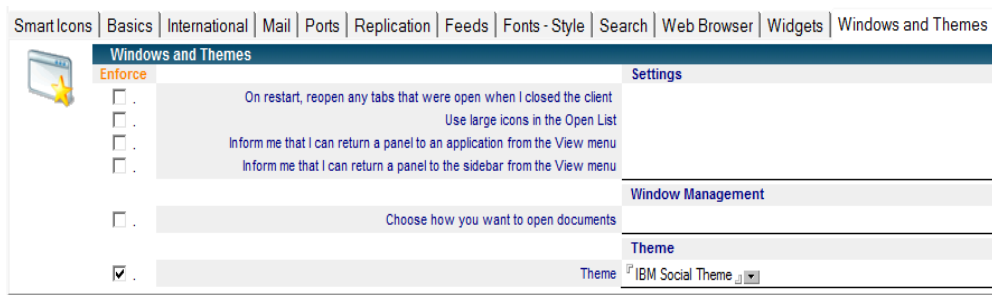 Smart Icons | Basics | International | Mail | Ports | Replication | Feeds | Fonts - Style | Search | Web Browser | Widgets | Windows and Themes
Windows and Themes
Enforce Settings
. On restart, reopen any tabs that were open when I closed the client
. Use large icons in the Open List
. Inform me that I can return a panel to an application from the View menu
. Inform me that I can return a panel to the sidebar from the View menu
Window Management
. Choose how you want to open documents
Theme
. Theme IBM Social Theme